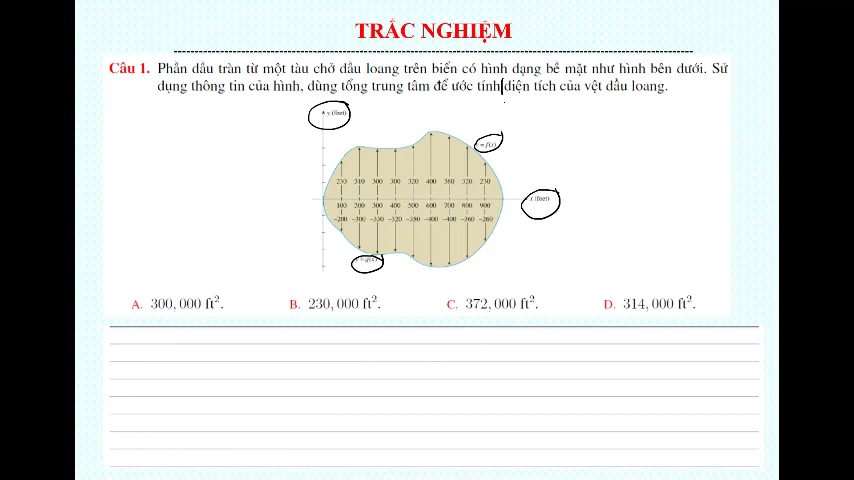 TRẮC NGHIỆM
Câu 1. Phần dầu tràn từ một tàu chở dầu loang trên biển có hình dạng bề mặt như hình bên dưới. Sử
dụng thông tin của hình, dùng tổng trung tâm để ước tính diện tích của vệt dầu loang.
y (feet)
y = f(x)
230 310 300 300 320 400 380 320 230
x (feet)
100 200 300 400 500 600 700 800 900
−200 −300 −330 −320 −350 −400 −400 −360 −260
y = g(x)
A. 300,000 ft². B. 230,000 ft². C. 372,000 ft². D. 314,000 ft².